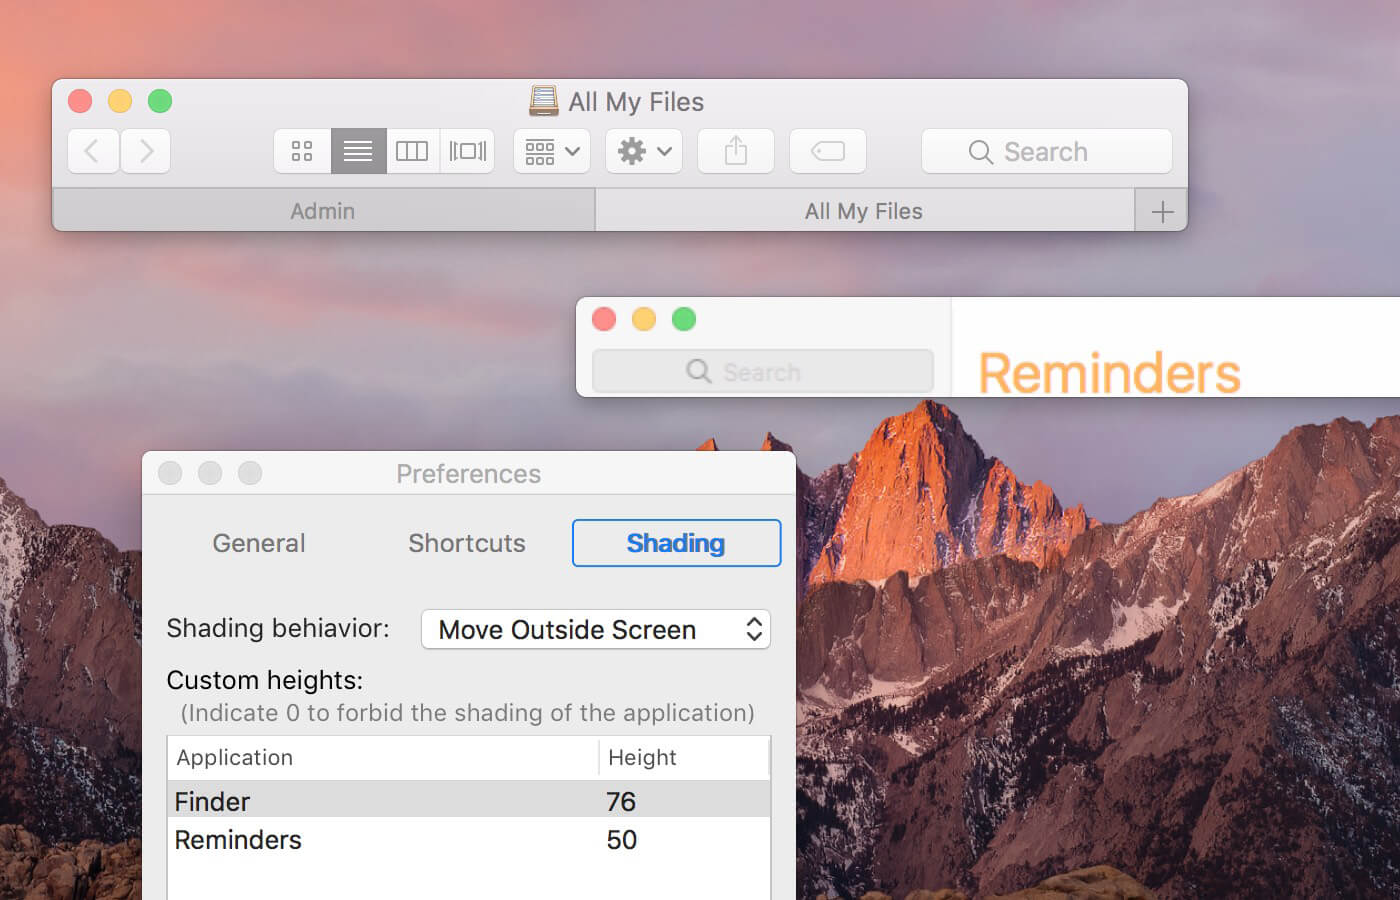 All My Files
Search
Admin
All My Files
Search
Reminders
Preferences
General
Shortcuts
Shading
Shading behiavior:
Move Outside Screen
Custom heights:
(Indicate 0 to forbid the shading of the application)
Application
Height
Finder
76
Reminders
50